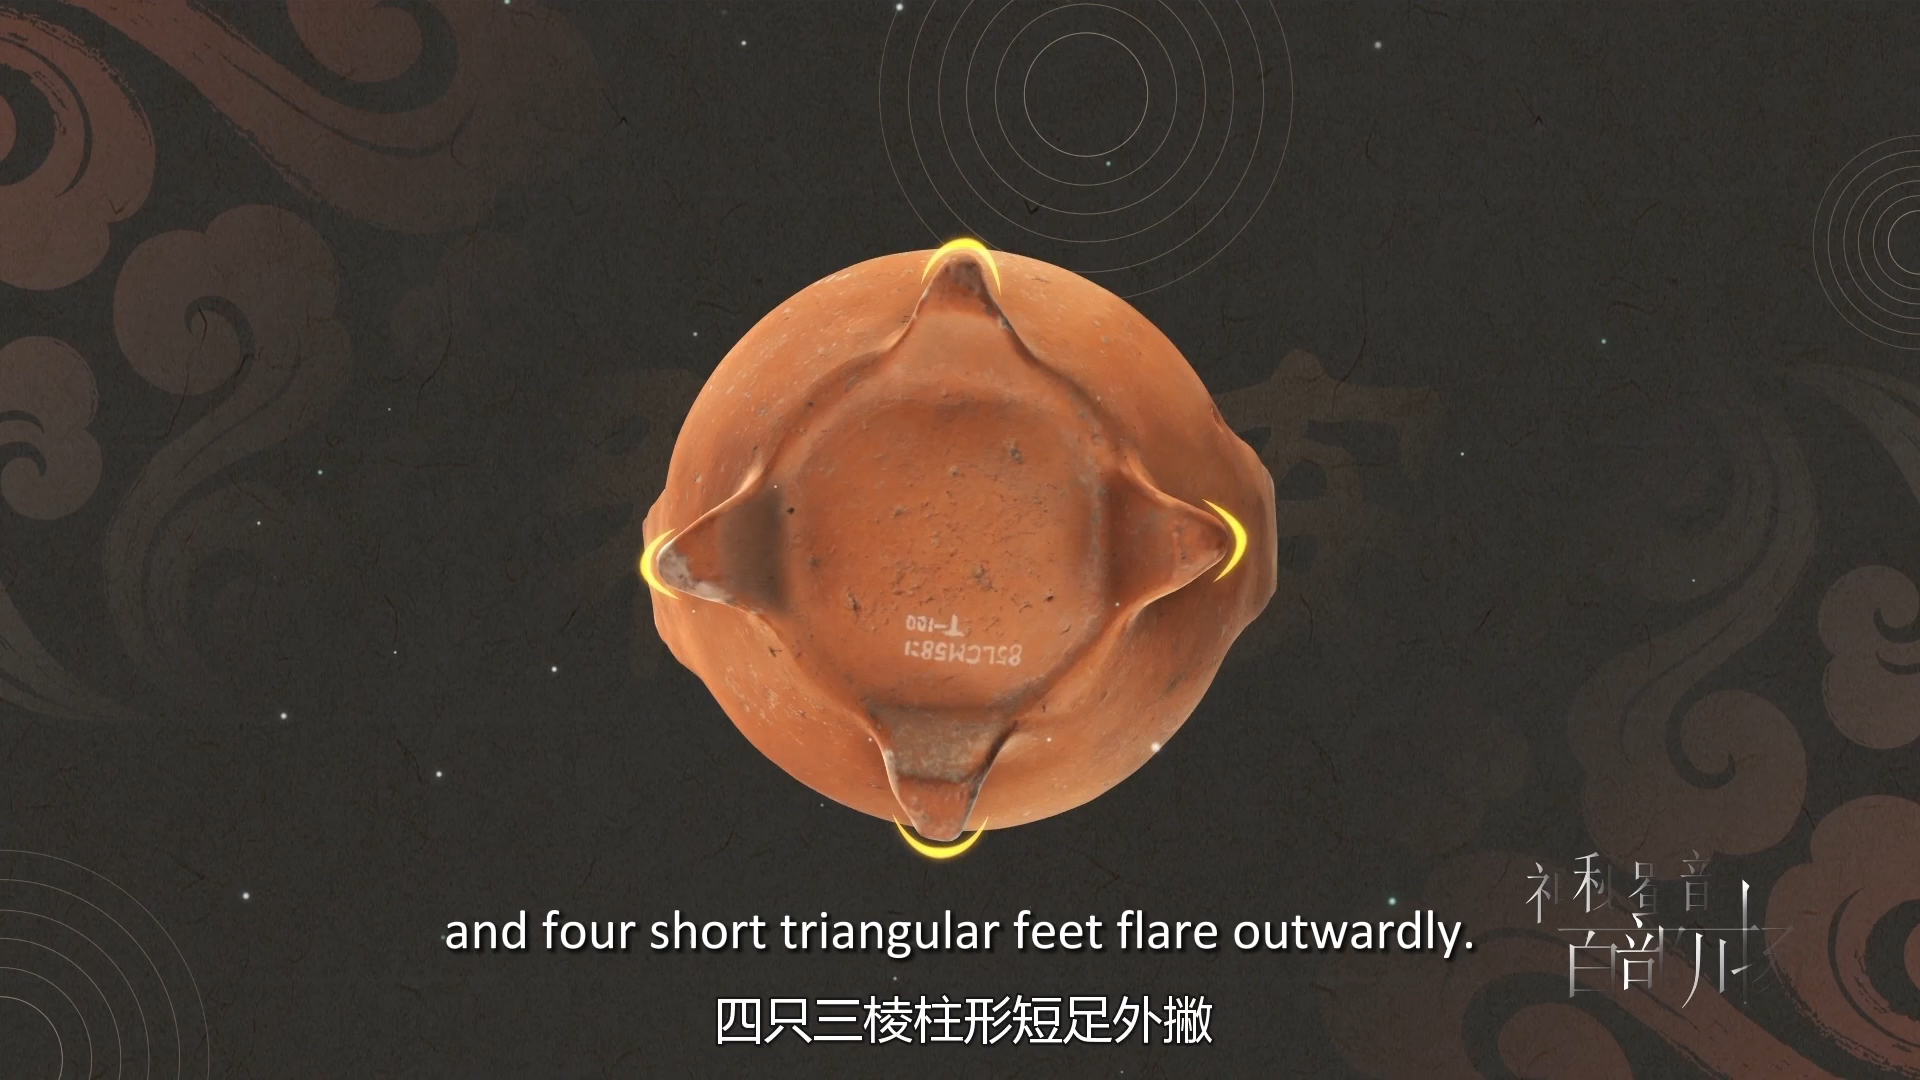 T-100
85LCM58:1
and four short triangular feet flare outwardly.
四只三棱柱形短足外撇